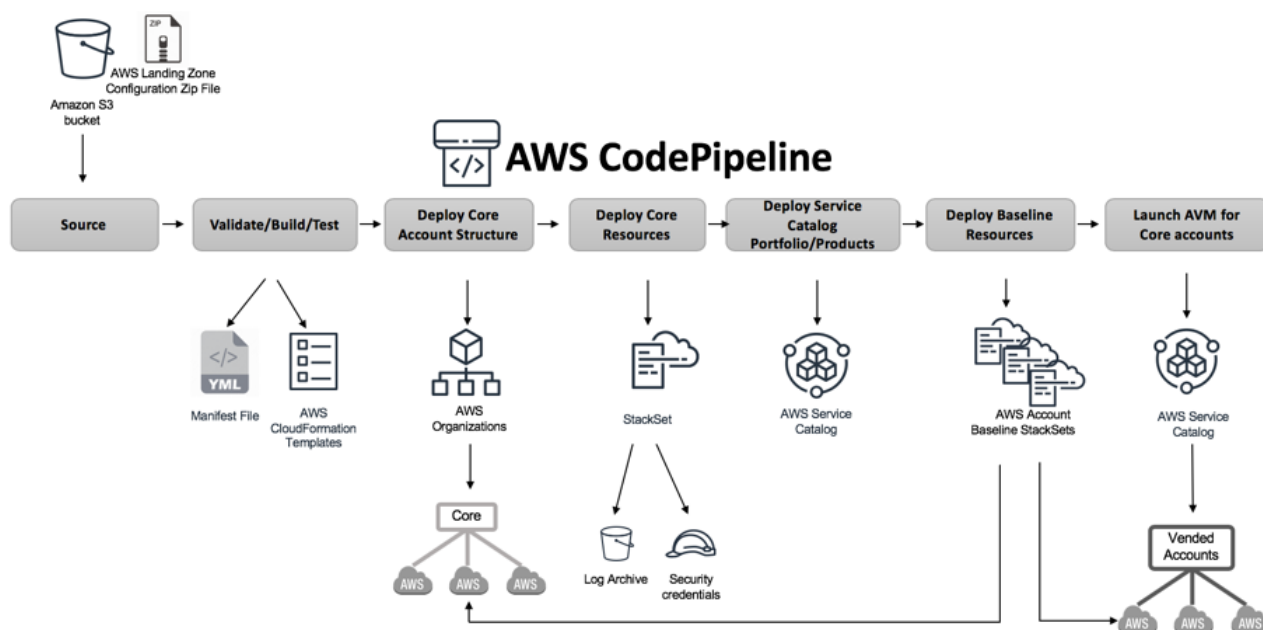 ZIP
AWS Landing Zone
Configuration Zip File
Amazon S3
bucket
</> AWS CodePipeline
Source
Validate/Build/Test
Deploy Core
Account Structure
Deploy Core
Resources
Deploy Service
Catalog
Portfolio/Products
Deploy Baseline
Resources
Launch AVM for
Core accounts
</>
YML
Manifest File
AWS
CloudFormation
Templates
AWS
Organizations
StackSet
AWS Service
Catalog
AWS Account
Baseline StackSets
AWS Service
Catalog
Core
AWS
AWS
AWS
Log Archive
Security
credentials
Vended
Accounts
AWS
AWS
AWS